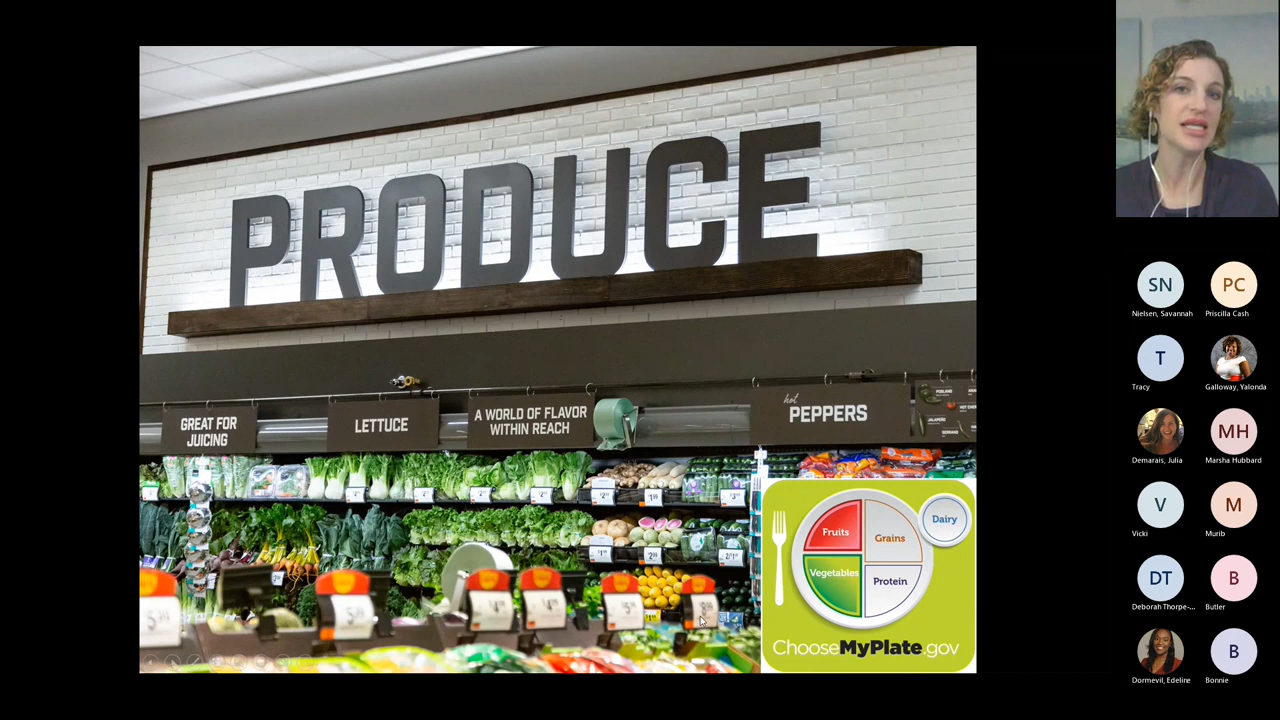 PRODUCE
GREAT FOR
JUICING
LETTUCE
A WORLD OF FLAVOR
WITHIN REACH
hot
PEPPERS
Fruits
Grains
Dairy
Vegetables
Protein
ChooseMyPlate.gov
SN
Nielsen, Savannah
PC
Priscilla Cash
T
Tracy
Galloway, Yalonda
Demarais, Julia
MH
Marsha Hubbard
V
Vicki
M
Murib
DT
Deborah Thorpe-...
B
Butler
Dormevil, Edeline
B
Bonnie